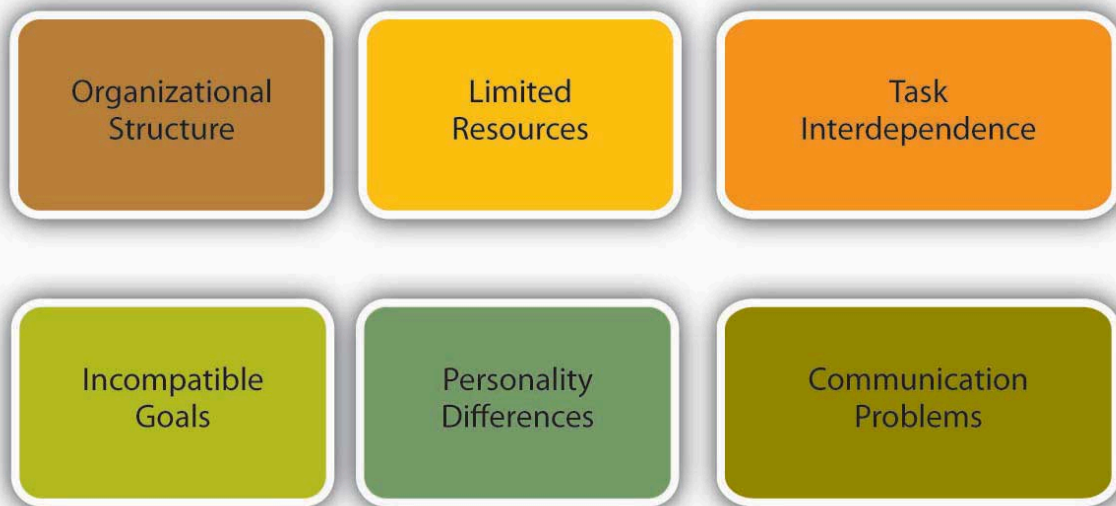 Organizational
Structure
Limited
Resources
Task
Interdependence
Incompatible
Goals
Personality
Differences
Communication
Problems